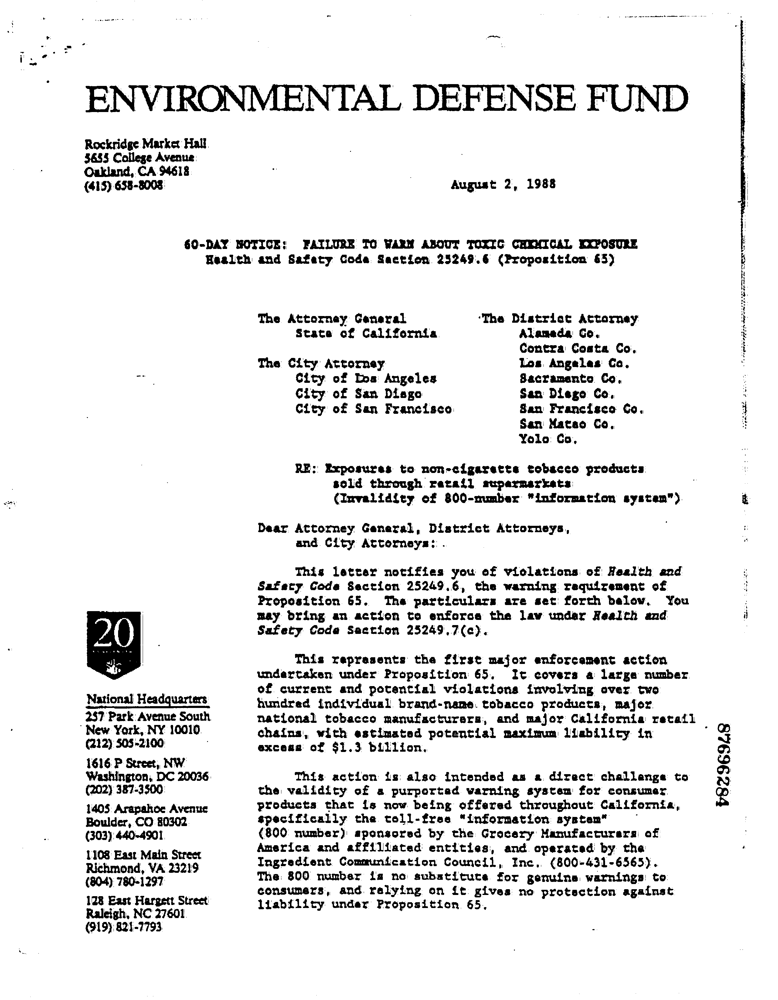 ENVIRONMENTAL DEFENSE FUND
Rockridge Market Hall
5655 College Avenue
Oakland, CA 94618
(415) 658-8008
August 2, 1988
60-DAY NOTICE: FAILURE TO WARN ABOUT TOXIC CHEMICAL EXPOSURE
Health and Safety Code Section 25249.6 (Proposition 65)
The Attorney General
State of California
The City Attorney
City of Los Angeles
City of San Diego
City of San Francisco
The District Attorney
Alameda Co.
Contra Costa Co.
Los Angeles Co.
Sacramento Co.
San Diego Co.
San Francisco Co.
San Mateo Co.
Yolo Co.
RE: Exposures to non-cigarette tobacco products
sold through retail supermarkets
(Invalidity of 800-number "information system")
Dear Attorney General, District Attorneys,
and City Attorneys:
This letter notifies you of violations of Health and
Safety Code Section 25249.6, the warning requirement of
Proposition 65. The particulars are set forth below. You
may bring an action to enforce the law under Health and
Safety Code Section 25249.7(c).
This represents the first major enforcement action
undertaken under Proposition 65. It covers a large number
of current and potential violations involving over two
hundred individual brand-name tobacco products, major
national tobacco manufacturers, and major California retail
chains, with estimated potential maximum liability in
excess of $1.3 billion.
This action is also intended as a direct challenge to
the validity of a purported warning system for consumer
products that is now being offered throughout California,
specifically the toll-free "information system"
(800 number) sponsored by the Grocery Manufacturers of
America and affiliated entities, and operated by the
Ingredient Communication Council, Inc. (800-431-6565).
The 800 number is no substitute for genuine warnings to
consumers, and relying on it gives no protection against
liability under Proposition 65.
20
National Headquarters
257 Park Avenue South
New York, NY 10010
(212) 505-2100
1616 P Street, NW
Washington, DC 20036
(202) 387-3500
1405 Arapahoe Avenue
Boulder, CO 80302
(303) 440-4901
1108 East Main Street
Richmond, VA 23219
(804) 780-1297
128 East Hargett Street
Raleigh, NC 27601
(919) 821-7793
87696284